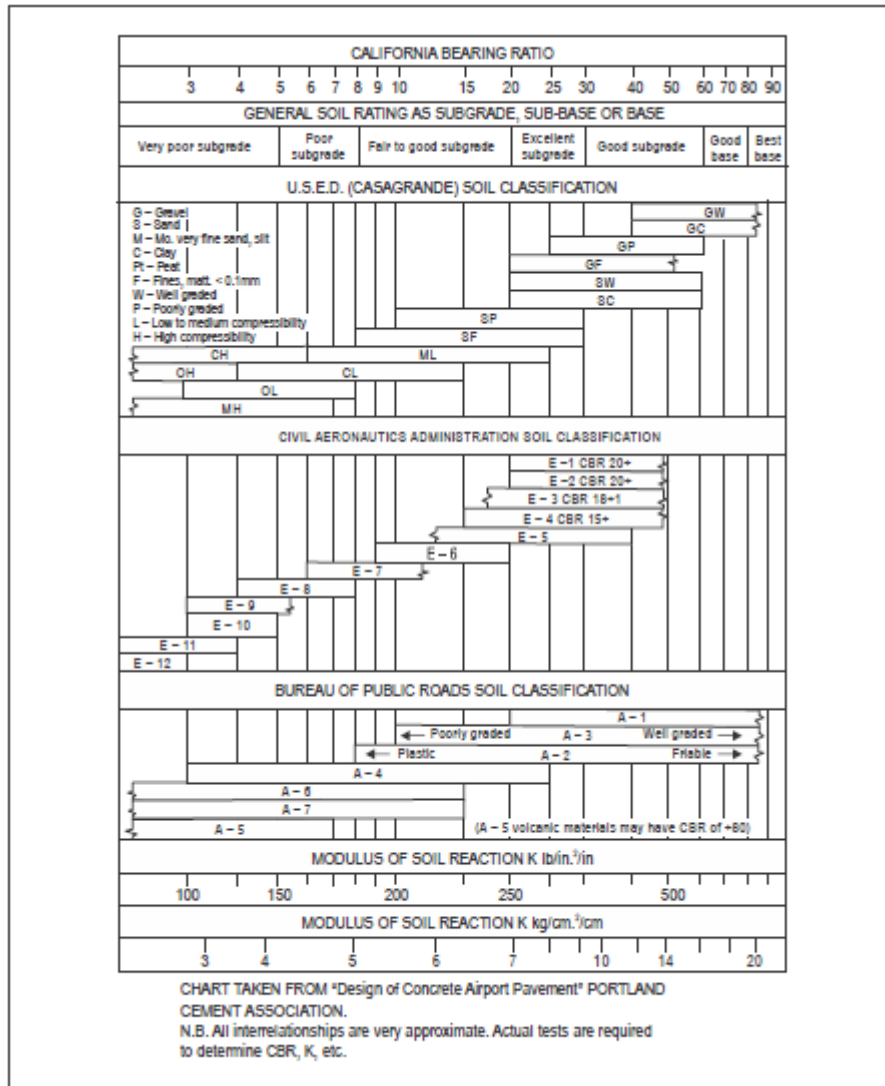 CALIFORNIA BEARING RATIO
3 4 5 6 7 8 9 10 15 20 25 30 40 50 60 70 80 90
GENERAL SOIL RATING AS SUBGRADE, SUB-BASE OR BASE
Very poor subgrade
Poor
subgrade
Fair to good subgrade
Excellent
subgrade
Good subgrade
Good
base
Best
base
U.S.E.D. (CASAGRANDE) SOIL CLASSIFICATION
G – Gravel
S – Sand
M – Mo. very fine sand, silt
C – Clay
Pt – Peat
F – Fines, matt. < 0.1mm
W – Well graded
P – Poorly graded
L – Low to medium compressibility
H – High compressibility
GW
GC
GP
GF
SW
SC
SP
SF
CH ML
OH CL
OL
MH
CIVIL AERONAUTICS ADMINISTRATION SOIL CLASSIFICATION
E –1 CBR 20+
E –2 CBR 20+
E – 3 CBR 18+1
E – 4 CBR 15+
E – 5
E – 6
E – 7
E – 8
E – 9
E – 10
E – 11
E – 12
BUREAU OF PUBLIC ROADS SOIL CLASSIFICATION
A – 1
Poorly graded A – 3 Well graded
Plastic A – 2 Friable
A – 4
A – 6
A – 7
A – 5 (A – 5 volcanic materials may have CBR of +80)
MODULUS OF SOIL REACTION K lb/in.²/in
100 150 200 250 500
MODULUS OF SOIL REACTION K kg/cm.²/cm
3 4 5 6 7 10 14 20
CHART TAKEN FROM "Design of Concrete Airport Pavement" PORTLAND
CEMENT ASSOCIATION.
N.B. All interrelationships are very approximate. Actual tests are required
to determine CBR, K, etc.